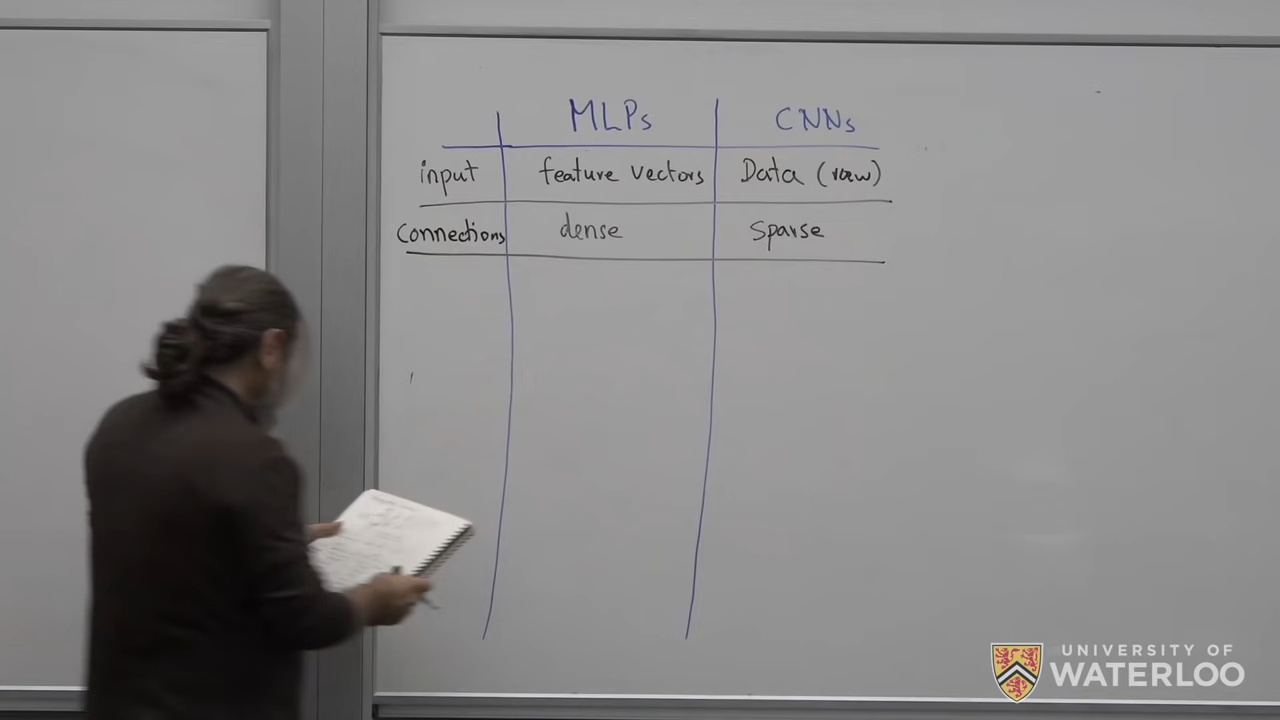 MLPs CNNs
input feature vectors Data (raw)
Connections dense Sparse
UNIVERSITY OF
WATERLOO